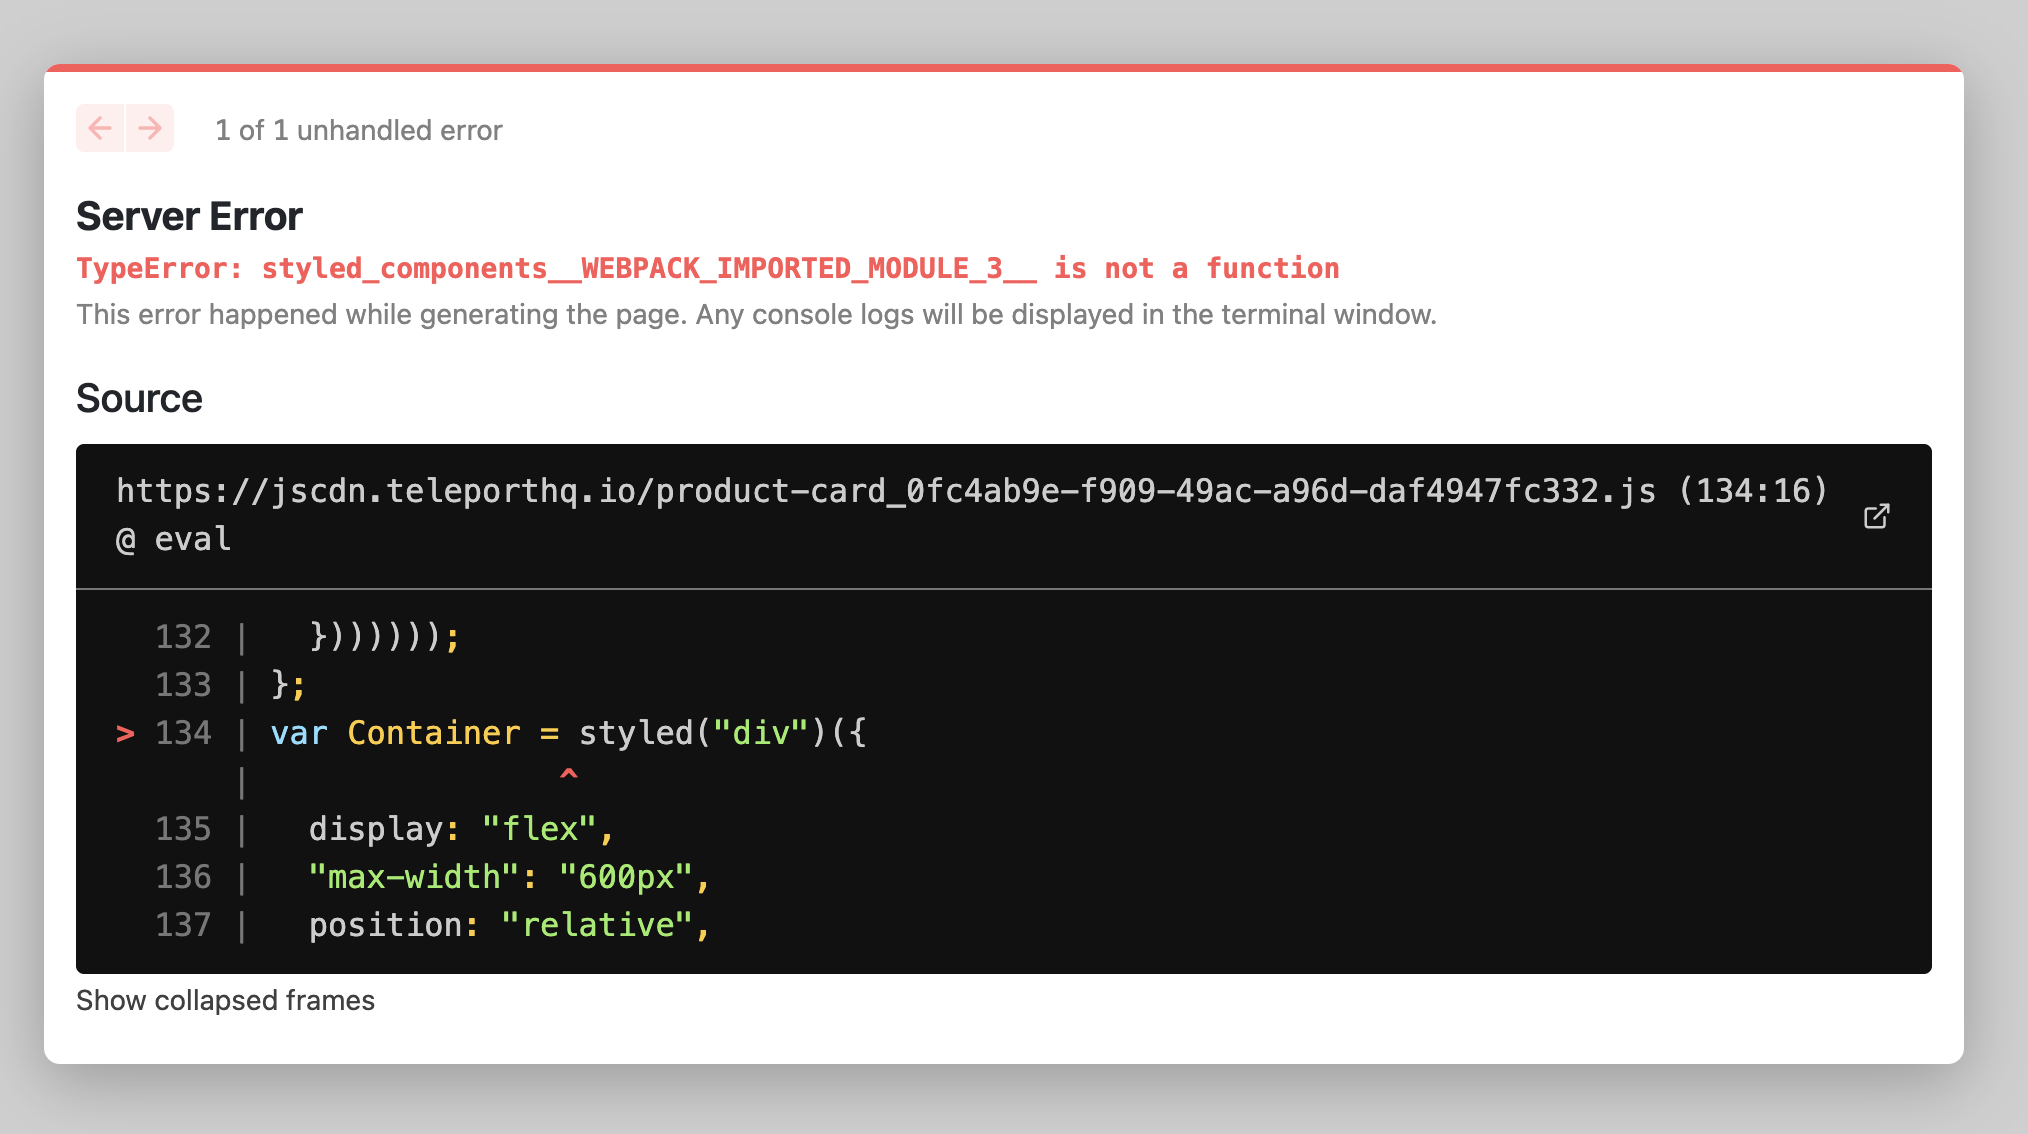 1 of 1 unhandled error
Server Error
TypeError: styled_components__WEBPACK_IMPORTED_MODULE_3__ is not a function
This error happened while generating the page. Any console logs will be displayed in the terminal window.
Source
https://jscdn.teleporthq.io/product-card_0fc4ab9e-f909-49ac-a96d-daf4947fc332.js (134:16)
@ eval
132 |   }))))));
133 | };
> 134 | var Container = styled("div")({
|                ^
135 |   display: "flex",
136 |   "max-width": "600px",
137 |   position: "relative",
Show collapsed frames